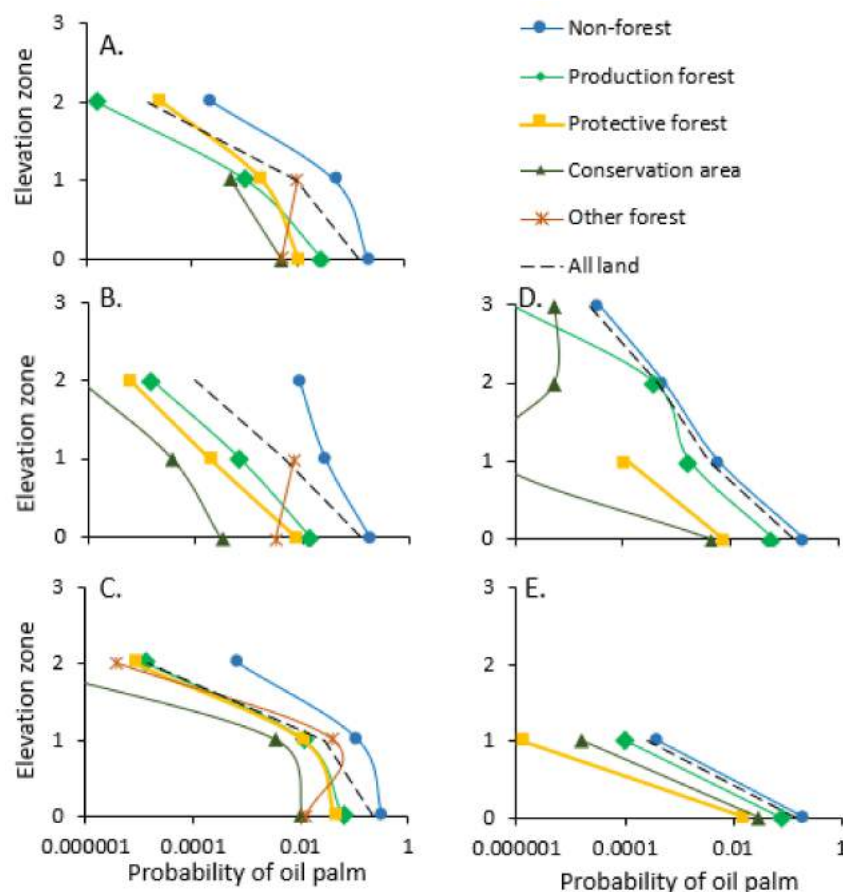 A.
3
2
1
0
Elevation zone
Non-forest
Production forest
Protective forest
Conservation area
Other forest
All land
B.
3
2
1
0
Elevation zone
D.
3
2
1
0
C.
3
2
1
0
Elevation zone
0.000001 0.0001 0.01 1
Probability of oil palm
E.
3
2
1
0
0.000001 0.0001 0.01 1
Probability of oil palm